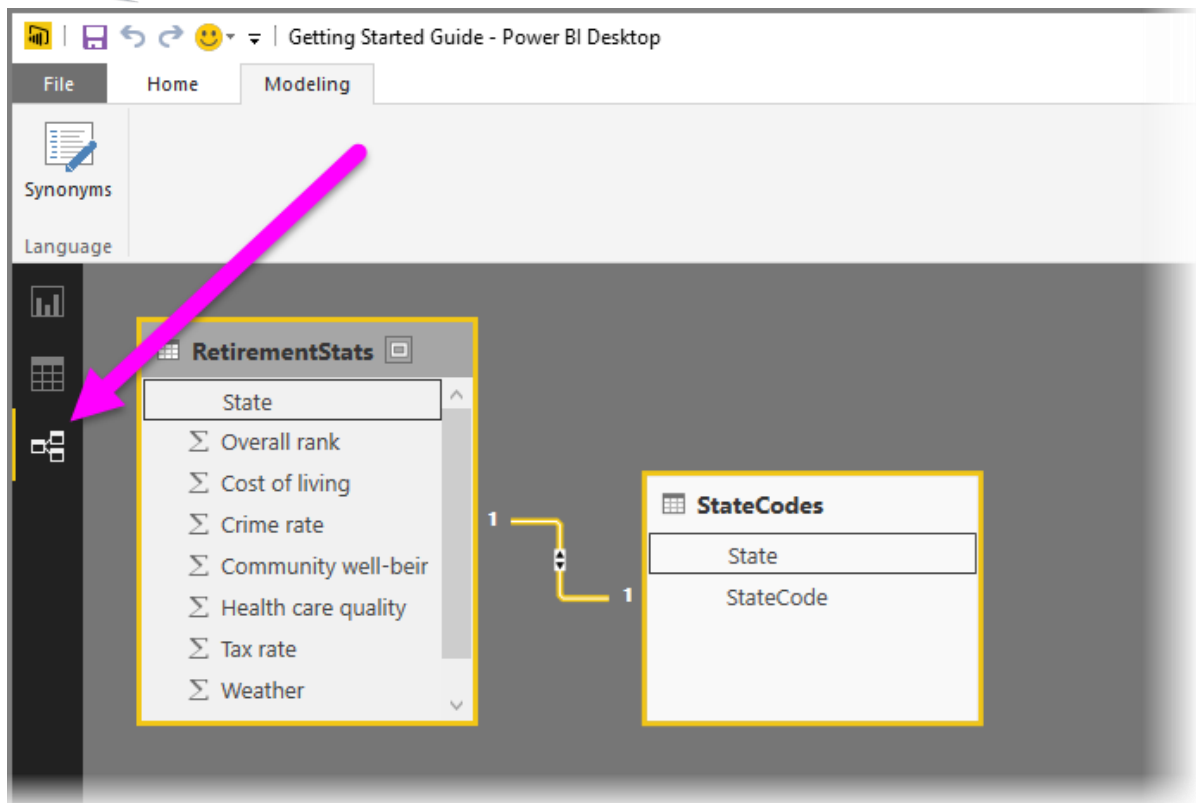 Getting Started Guide - Power BI Desktop
File Home Modeling
Synonyms
Language
RetirementStats
State
Σ Overall rank
Σ Cost of living
Σ Crime rate
Σ Community well-beir
Σ Health care quality
Σ Tax rate
Σ Weather
1
1
StateCodes
State
StateCode